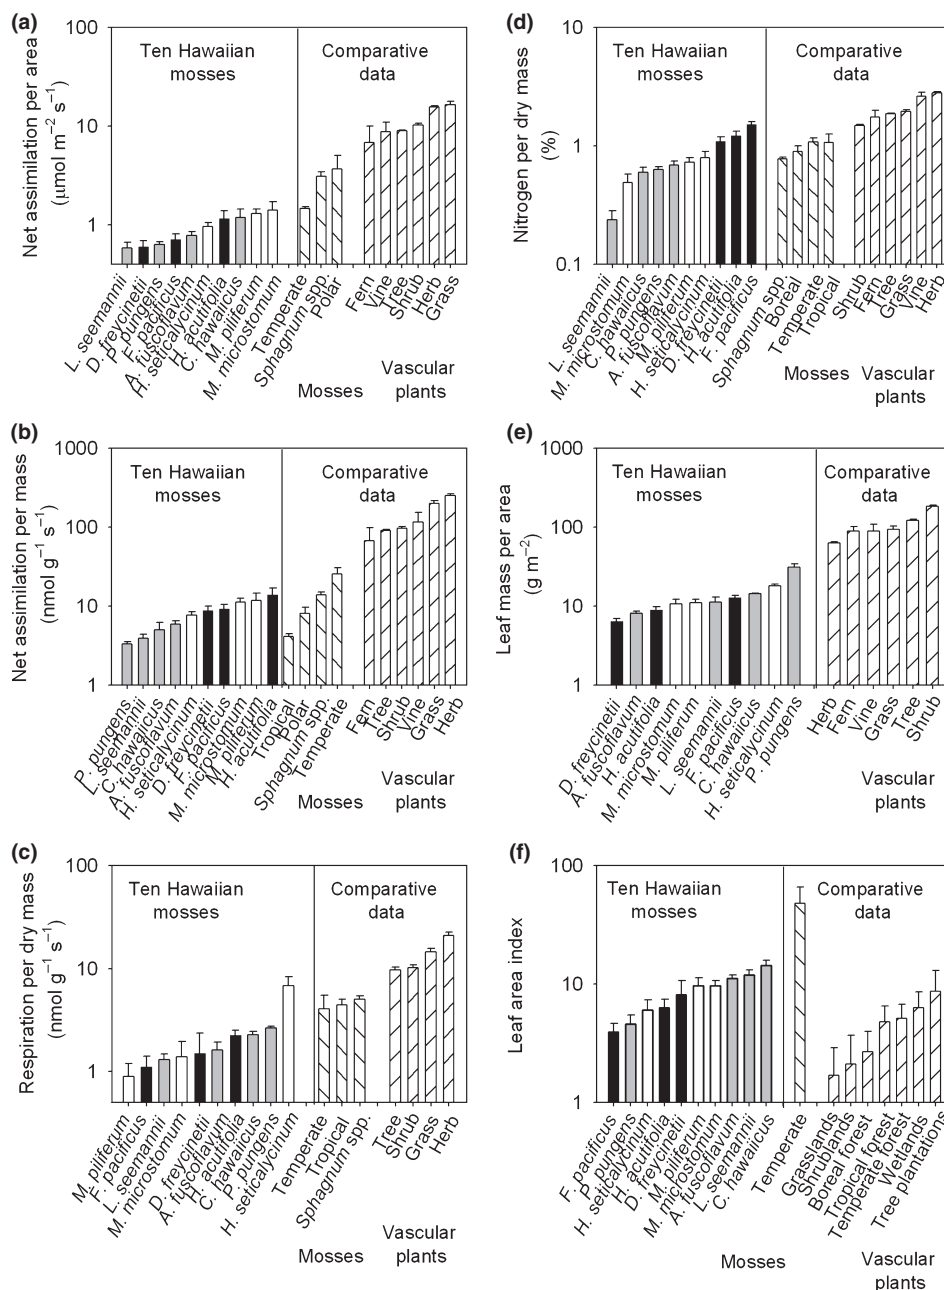 (a)
Net assimilation per area
(µmol m−2 s−1)
100
10
1
Ten Hawaiian
mosses
Comparative
data
L. seemannii
D. freycinetii
P. pungens
F. pacificus
A. fuscoflavum
H. seticalycinum
H. acutifolia
C. hawaiicus
M. piliferum
M. microstomum
Temperate
Sphagnum spp.
Polar
Fern
Vine
Tree
Shrub
Herb
Grass
Mosses
Vascular
plants
(b)
Net assimilation per mass
(nmol g−1 s−1)
1000
100
10
1
Ten Hawaiian
mosses
Comparative
data
P. pungens
L. seemannii
C. hawaiicus
A. fuscoflavum
H. seticalycinum
D. freycinetii
F. pacificus
M. microstomum
M. piliferum
H. acutifolia
Tropical
Polar
Sphagnum spp.
Temperate
Fern
Tree
Shrub
Vine
Grass
Herb
Mosses
Vascular
plants
(c)
Respiration per dry mass
(nmol g−1 s−1)
100
10
1
Ten Hawaiian
mosses
Comparative
data
M. piliferum
F. pacificus
L. seemannii
M. microstomum
D. freycinetii
A. fuscoflavum
H. acutifolia
C. hawaiicus
P. pungens
H. seticalycinum
Temperate
Tropical
Sphagnum spp.
Tree
Shrub
Grass
Herb
Mosses
Vascular
plants
(d)
Nitrogen per dry mass
(%)
10
1
0.1
Ten Hawaiian
mosses
Comparative
data
L. seemannii
M. microstomum
C. hawaiicus
P. pungens
A. fuscoflavum
M. piliferum
H. seticalycinum
D. freycinetii
H. acutifolia
F. pacificus
Sphagnum spp.
Boreal
Temperate
Tropical
Shrub
Fern
Tree
Grass
Vine
Herb
Mosses
Vascular
plants
(e)
Leaf mass per area
(g m−2)
1000
100
10
1
Ten Hawaiian
mosses
Comparative
data
D. freycinetii
A. fuscoflavum
H. acutifolia
M. microstomum
M. piliferum
L. seemannii
F. pacificus
C. hawaiicus
H. seticalycinum
P. pungens
Herb
Fern
Vine
Grass
Tree
Shrub
Vascular
plants
(f)
Leaf area index
100
10
1
Ten Hawaiian
mosses
Comparative
data
F. pacificus
P. pungens
H. seticalycinum
H. acutifolia
D. freycinetii
M. piliferum
M. microstomum
A. fuscoflavum
L. seemannii
C. hawaiicus
Temperate
Grasslands
Shrublands
Boreal forest
Tropical forest
Temperate forest
Wetlands
Tree plantations
Mosses
Vascular
plants